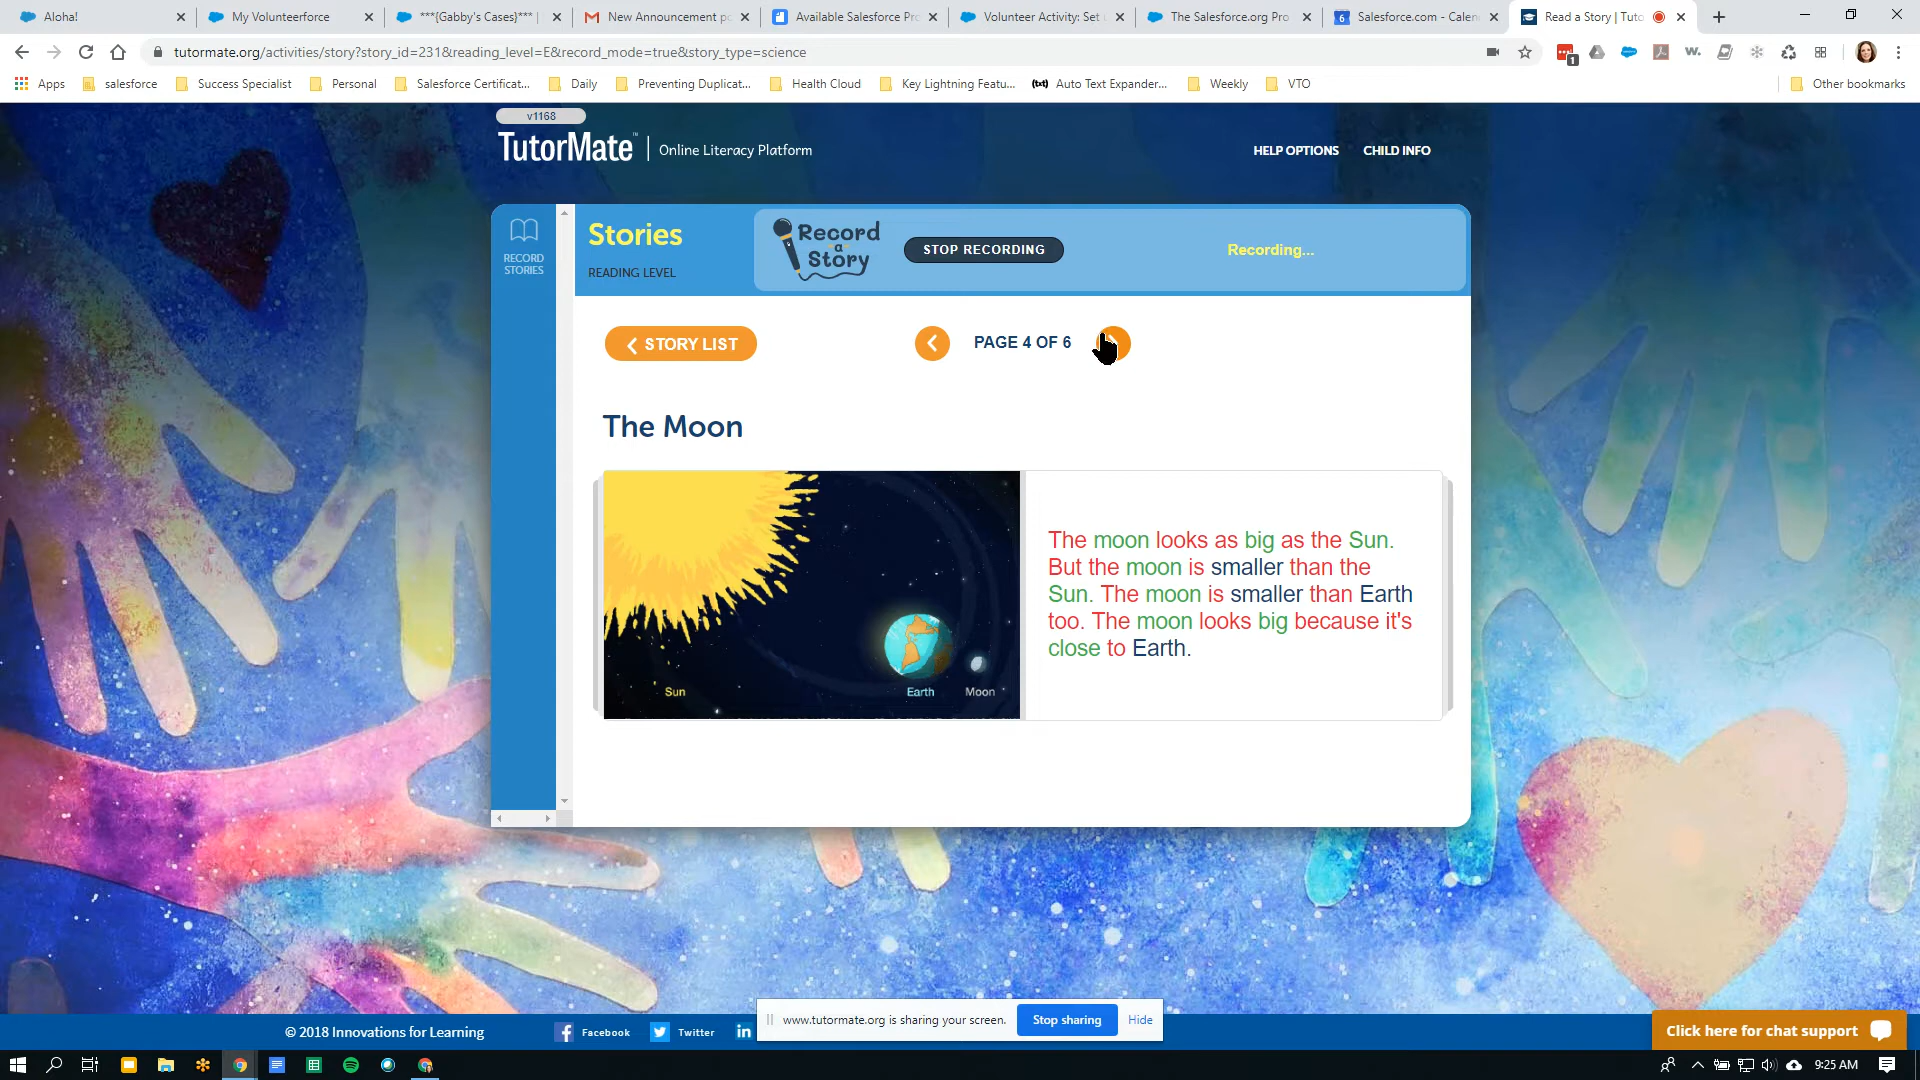 Aloha!
My Volunteerforce
***{Gabby's Cases}***
New Announcement po
Available Salesforce Pro
Volunteer Activity: Set
The Salesforce.org Pro
Salesforce.com - Calen
Read a Story | Tuto
tutormate.org/activities/story?story_id=231&reading_level=E&record_mode=true&story_type=science
Apps
salesforce
Success Specialist
Personal
Salesforce Certificat...
Daily
Preventing Duplicat...
Health Cloud
Key Lightning Featu...
Auto Text Expander...
Weekly
VTO
Other bookmarks
v1168
TutorMate™ | Online Literacy Platform
HELP OPTIONS
CHILD INFO
RECORD
STORIES
Stories
READING LEVEL
Record
a
Story
STOP RECORDING
Recording...
STORY LIST
PAGE 4 OF 6
The Moon
Sun
Earth
Moon
The moon looks as big as the Sun.
But the moon is smaller than the
Sun. The moon is smaller than Earth
too. The moon looks big because it's
close to Earth.
© 2018 Innovations for Learning
Facebook
Twitter
in
www.tutormate.org is sharing your screen.
Stop sharing
Hide
Click here for chat support
9:25 AM